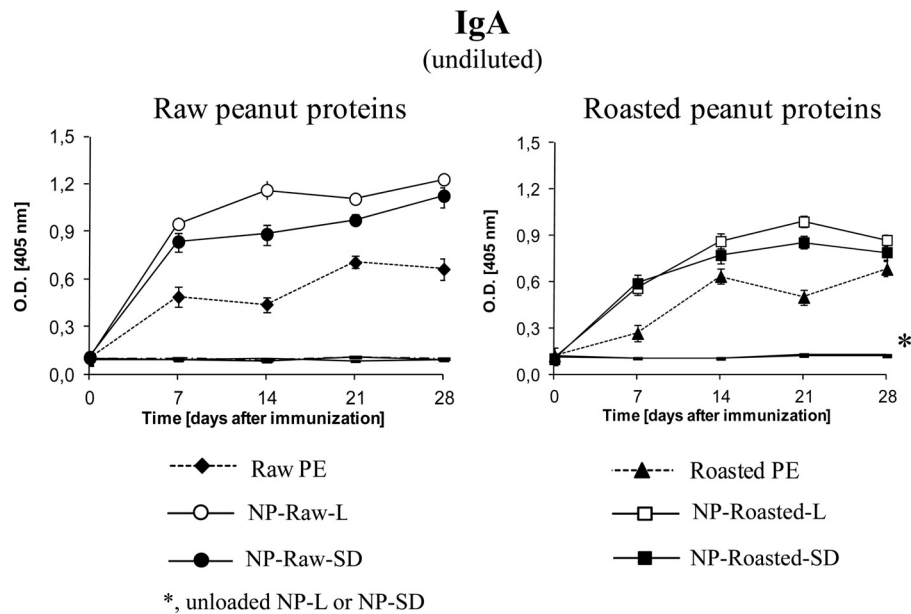 IgA
(undiluted)
Raw peanut proteins
1,5
1,2
0,9
0,6
0,3
0,0
O.D. [405 nm]
0 7 14 21 28
Time [days after immunization]
Roasted peanut proteins
1,5
1,2
0,9
0,6
0,3
0,0
O.D. [405 nm]
*
0 7 14 21 28
Time [days after immunization]
Raw PE
NP-Raw-L
NP-Raw-SD
*, unloaded NP-L or NP-SD
Roasted PE
NP-Roasted-L
NP-Roasted-SD